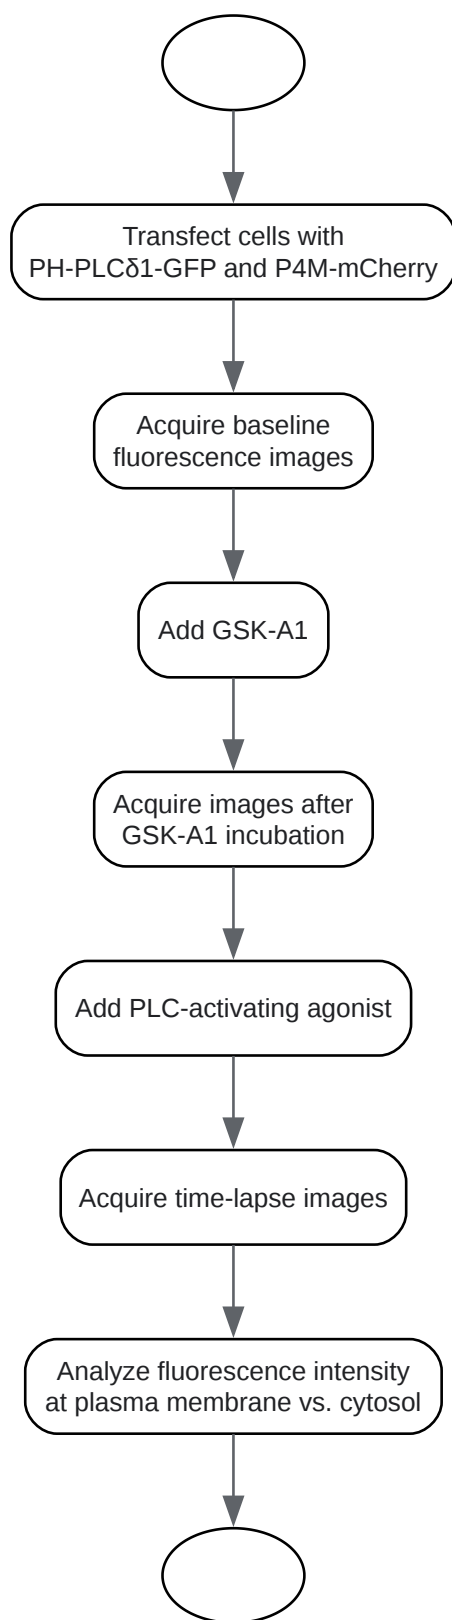 Transfect cells with
PH-PLCδ1-GFP and P4M-mCherry
Acquire baseline
fluorescence images
Add GSK-A1
Acquire images after
GSK-A1 incubation
Add PLC-activating agonist
Acquire time-lapse images
Analyze fluorescence intensity
at plasma membrane vs. cytosol